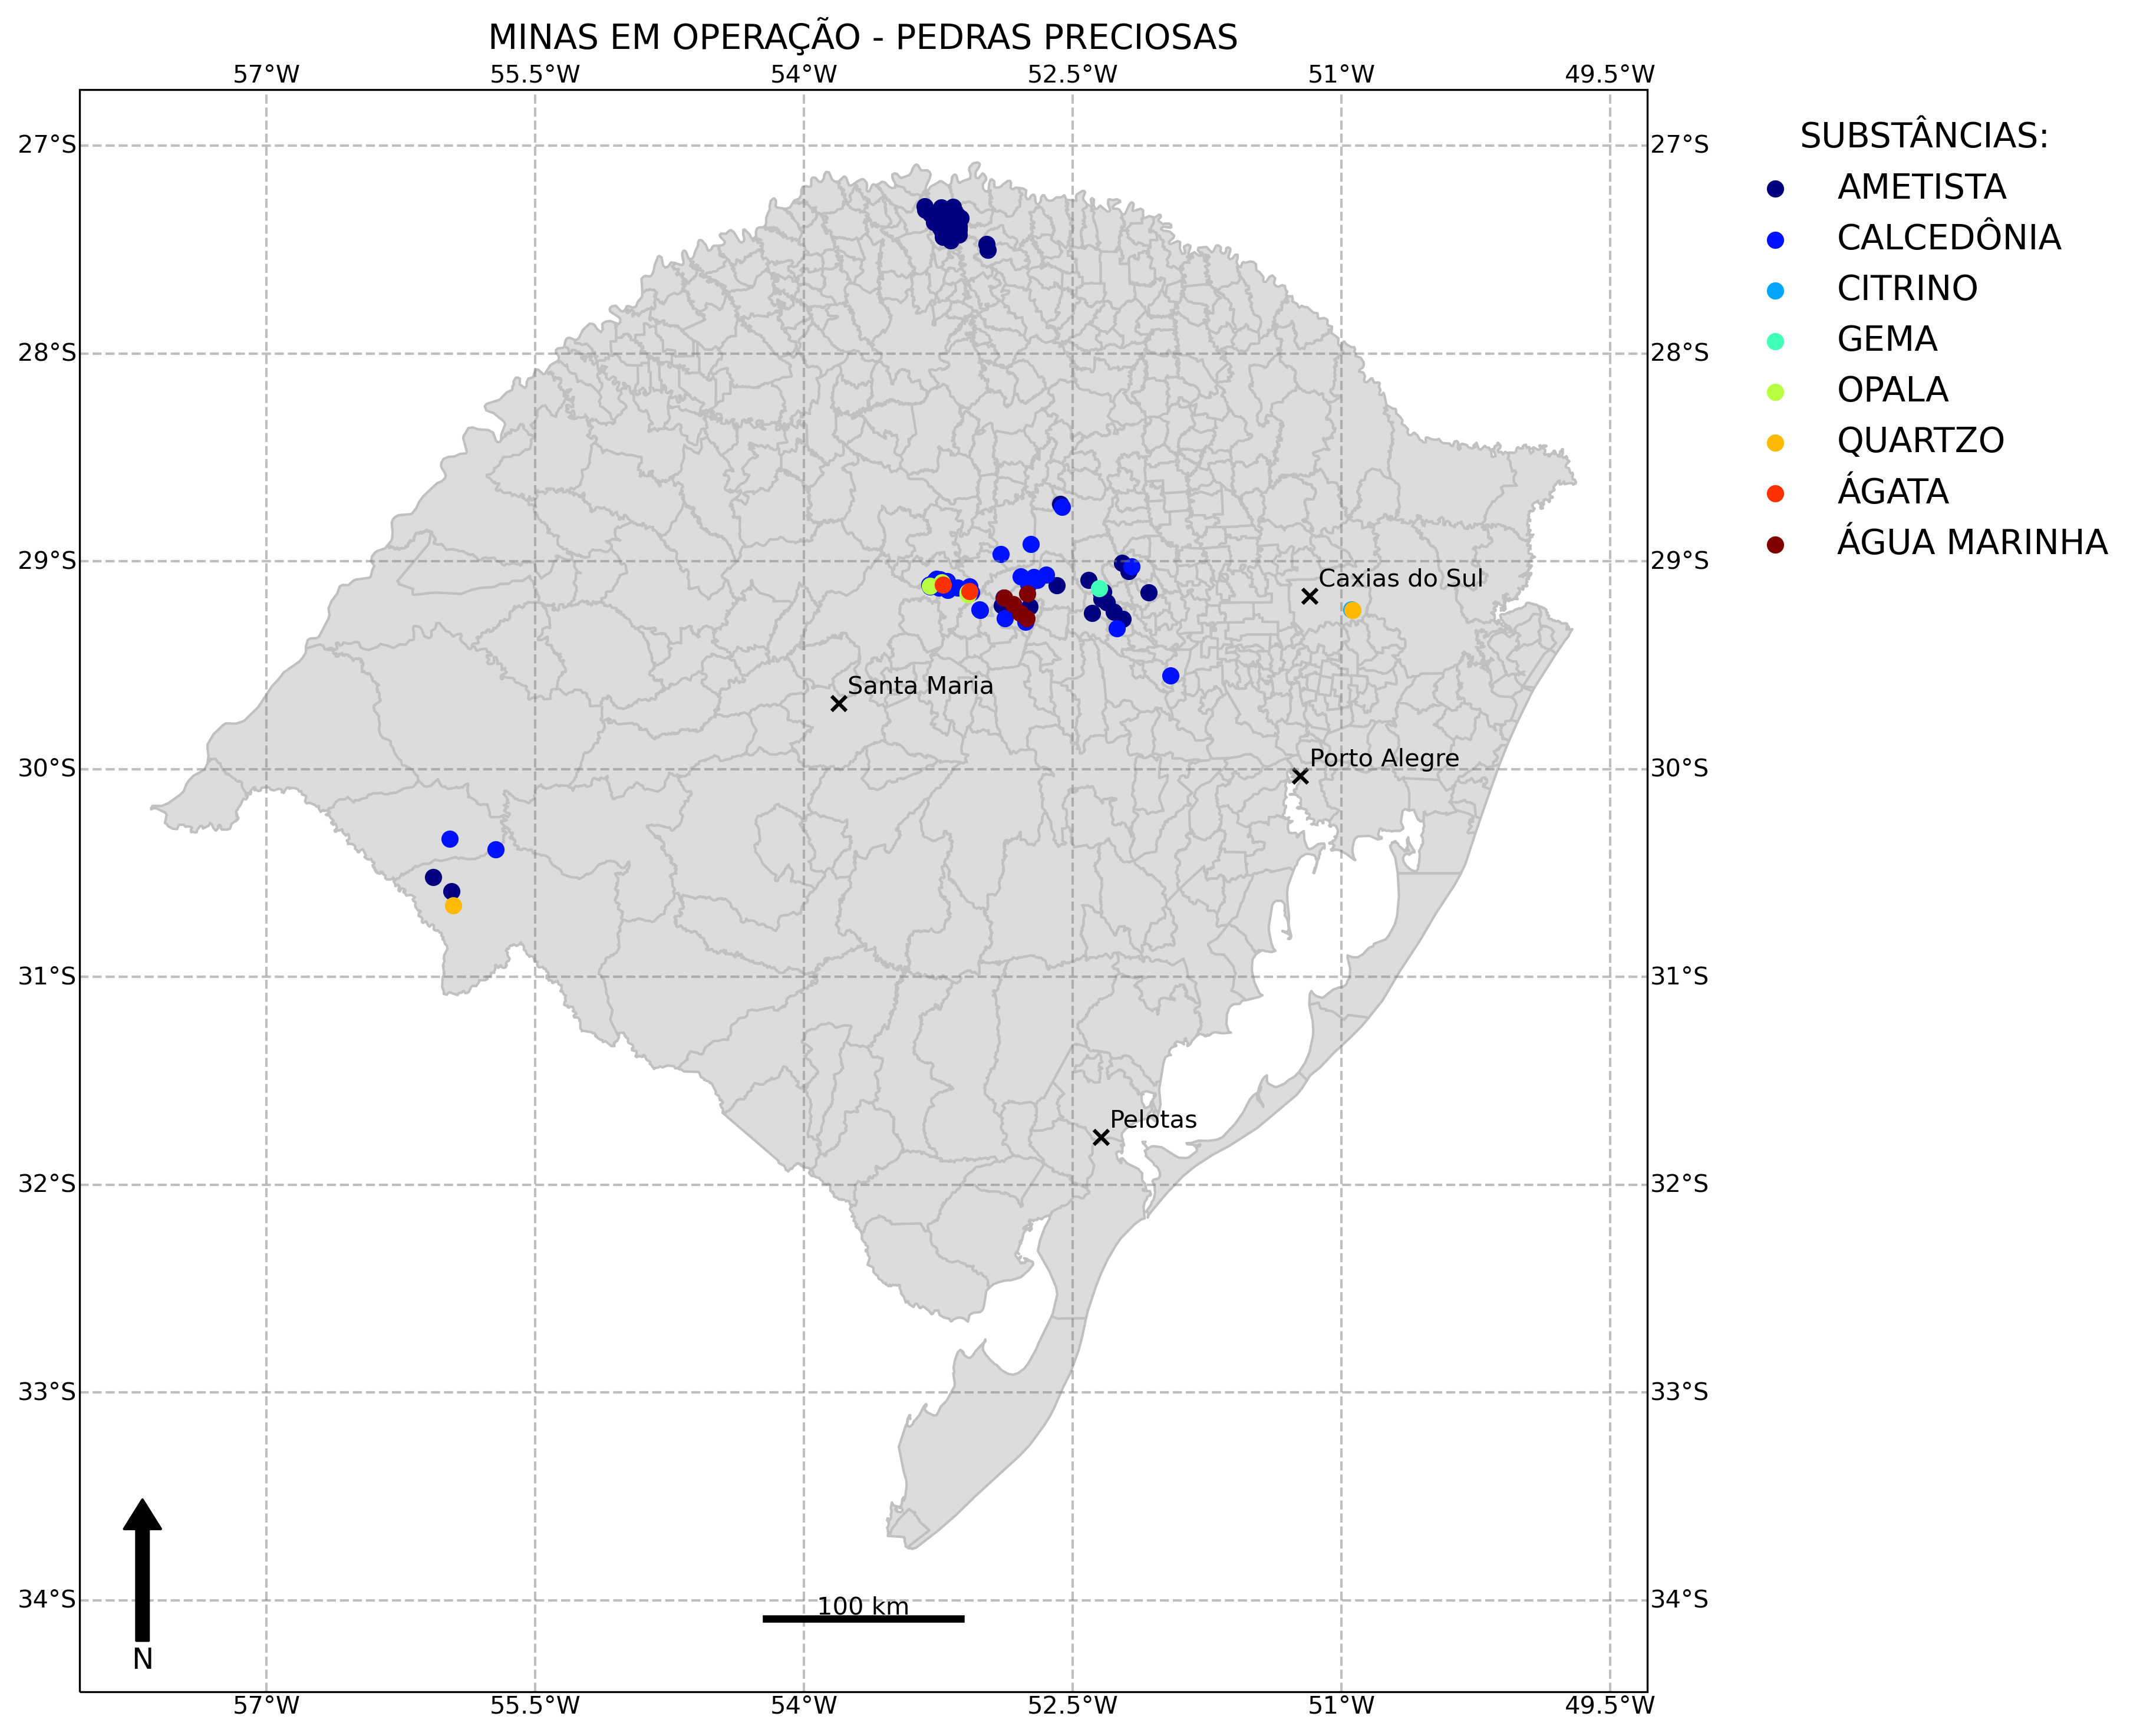 MINAS EM OPERAÇÃO - PEDRAS PRECIOSAS
57°W 55.5°W 54°W 52.5°W 51°W 49.5°W
27°S 27°S
28°S 28°S
29°S 29°S
30°S 30°S
31°S 31°S
32°S 32°S
33°S 33°S
34°S 34°S
Caxias do Sul
Santa Maria
Porto Alegre
Pelotas
100 km
N
57°W 55.5°W 54°W 52.5°W 51°W 49.5°W
SUBSTÂNCIAS:
AMETISTA
CALCEDÔNIA
CITRINO
GEMA
OPALA
QUARTZO
ÁGATA
ÁGUA MARINHA